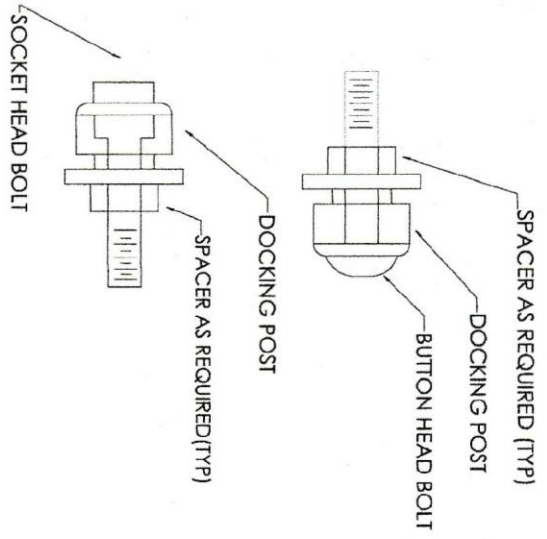 SPACER AS REQUIRED (TYP)
DOCKING POST
BUTTON HEAD BOLT
DOCKING POST
SPACER AS REQUIRED(TYP)
SOCKET HEAD BOLT